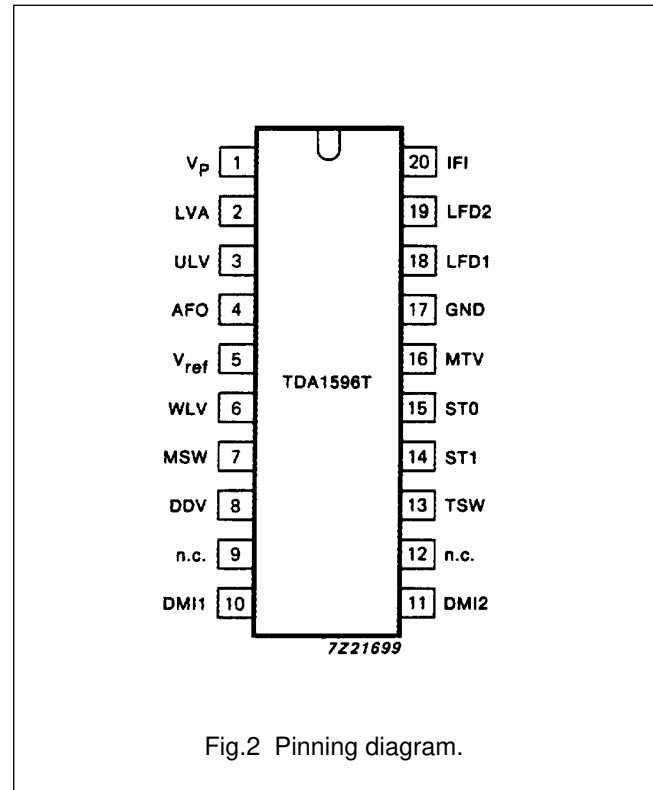 V_P 1 20 IFI
LVA 2 19 LFD2
ULV 3 18 LFD1
AFO 4 17 GND
V_ref 5 16 MTV
TDA1596T
WLV 6 15 ST0
MSW 7 14 ST1
DDV 8 13 TSW
n.c. 9 12 n.c.
DMI1 10 11 DMI2
7Z21699
Fig.2 Pinning diagram.